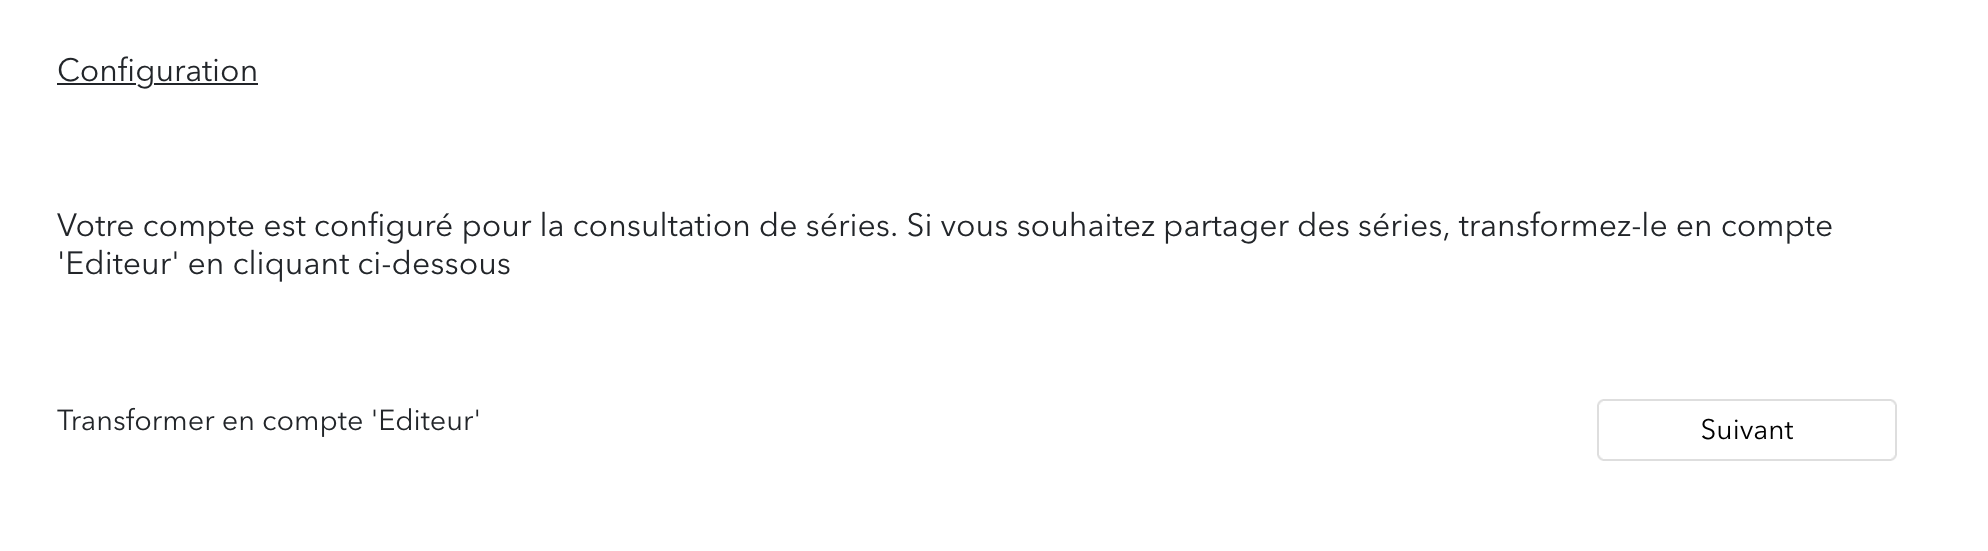 Configuration
Votre compte est configuré pour la consultation de séries. Si vous souhaitez partager des séries, transformez-le en compte
'Editeur' en cliquant ci-dessous
Transformer en compte 'Editeur'
Suivant